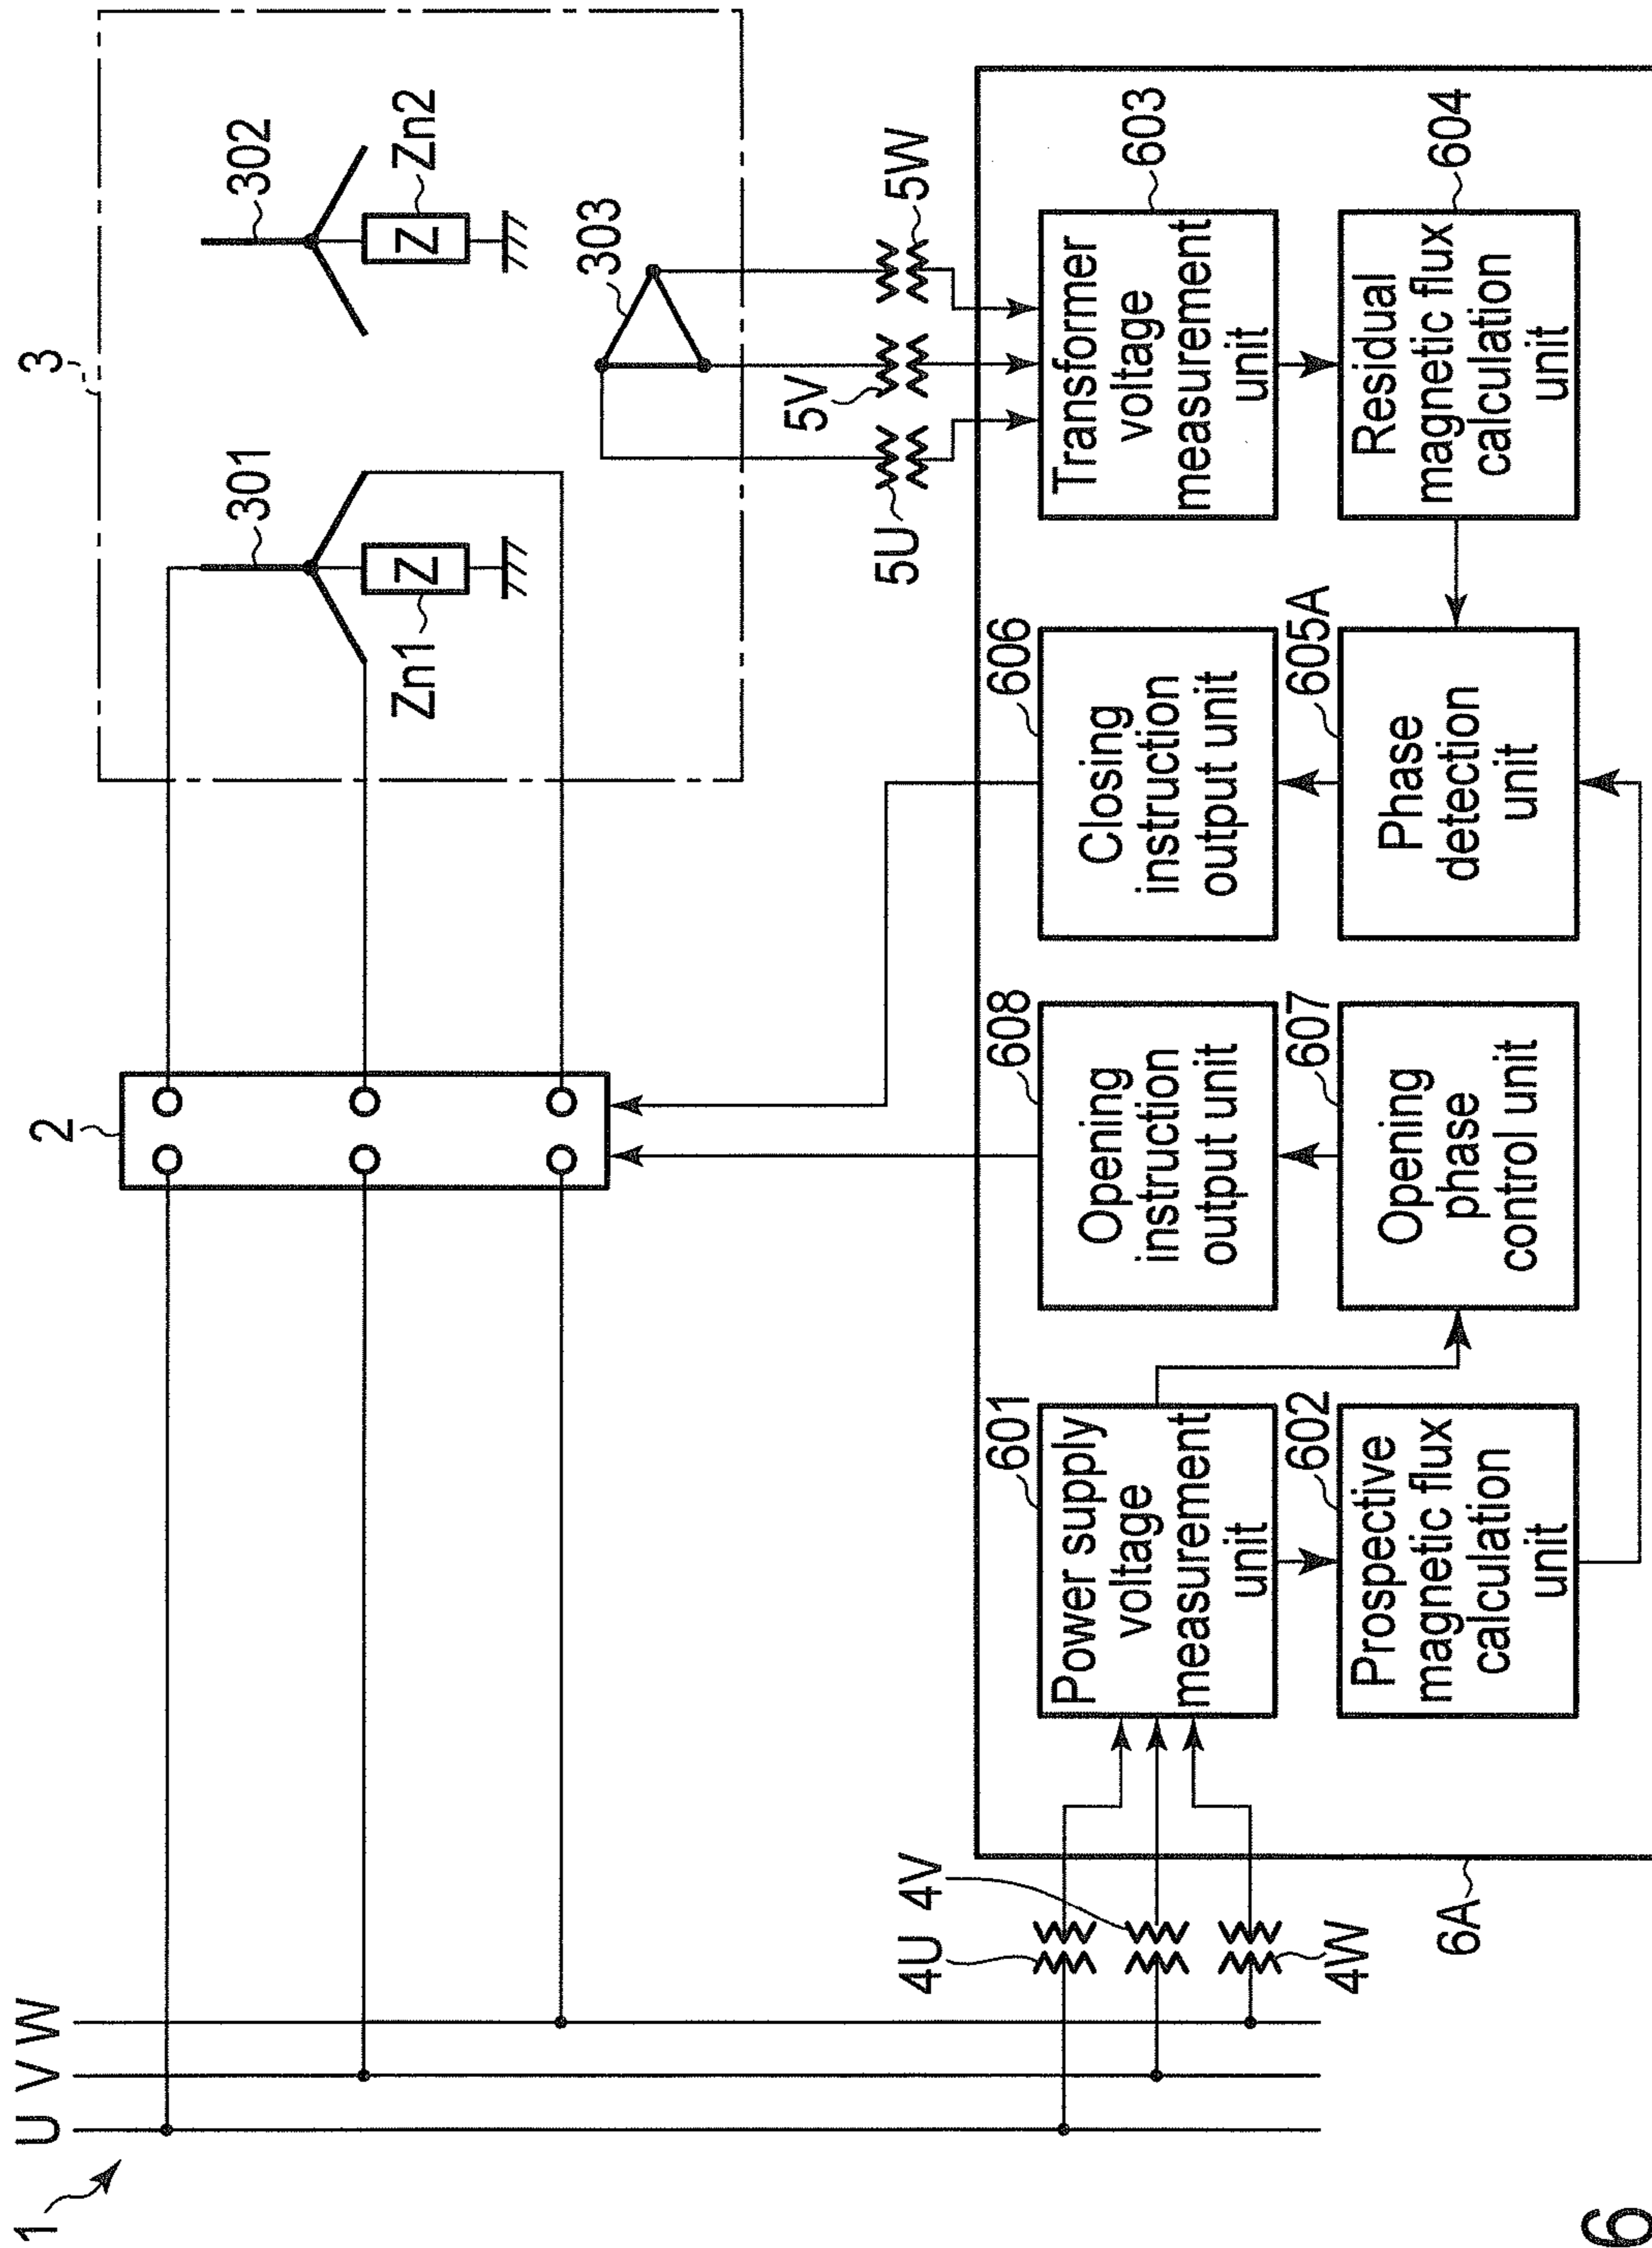 1
U V W
2
3
301
Zn1
Z
302
Zn2
Z
303
4U
4V
4W
5U
5V
5W
6A
601
Power supply
voltage
measurement
unit
608
Opening
instruction
output unit
606
Closing
instruction
output unit
603
Transformer
voltage
measurement
unit
602
Prospective
magnetic flux
calculation
unit
607
Opening
phase
control unit
605A
Phase
detection
unit
604
Residual
magnetic flux
calculation
unit
6